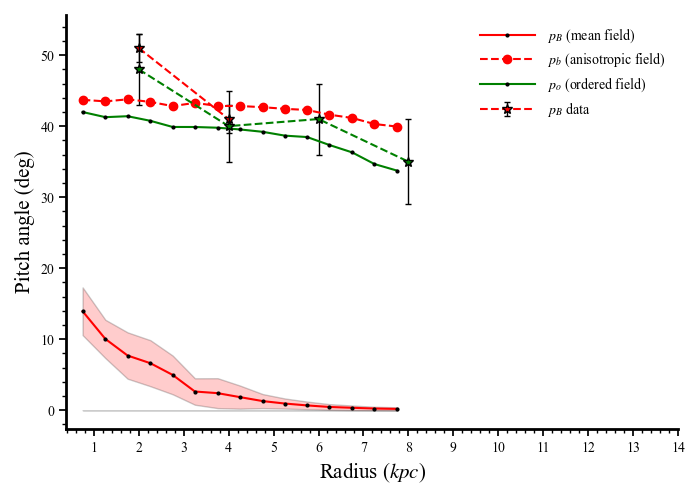 p_B (mean field)
p_b (anisotropic field)
p_o (ordered field)
p_B data
Pitch angle (deg)
50
40
30
20
10
0
1 2 3 4 5 6 7 8 9 10 11 12 13 14
Radius (kpc)